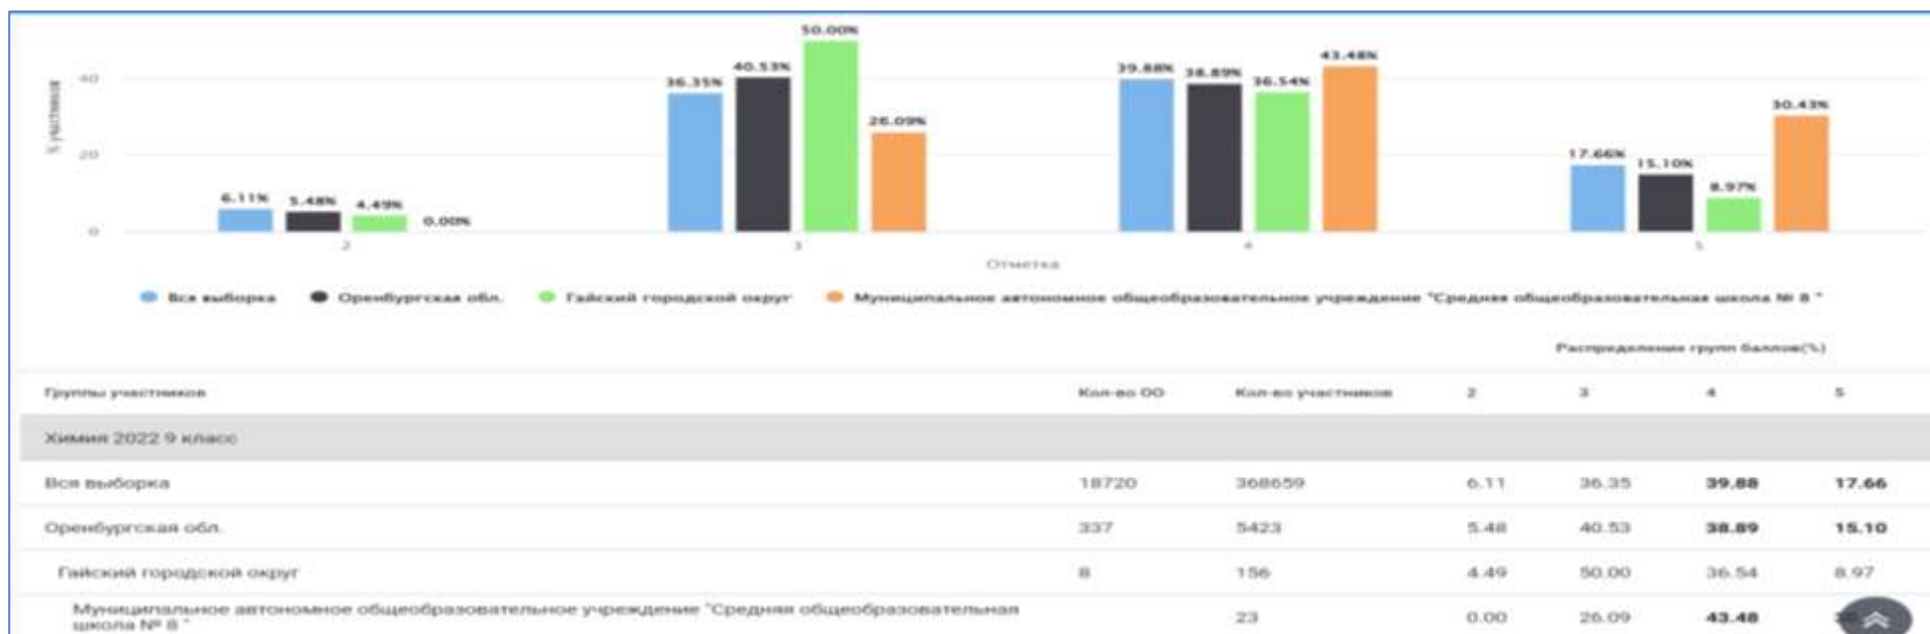 50.00%
43.48%
40.53%
39.88% 38.89% 36.54%
36.35%
40
30.43%
26.09%
% участников
20
17.66% 15.10%
8.97%
6.11% 5.48% 4.49% 0.00%
0
2 3 4 5
Отметка
Вся выборка Оренбургская обл. Гайский городской округ Муниципальное автономное общеобразовательное учреждение "Средняя общеобразовательная школа № 8 "
Распределение групп баллов(%)
Группы участников Кол-во ОО Кол-во участников 2 3 4 5
Химия 2022 9 класс
Вся выборка 18720 368659 6.11 36.35 39.88 17.66
Оренбургская обл. 337 5423 5.48 40.53 38.89 15.10
Гайский городской округ 8 156 4.49 50.00 36.54 8.97
Муниципальное автономное общеобразовательное учреждение "Средняя общеобразовательная
школа № 8 " 23 0.00 26.09 43.48